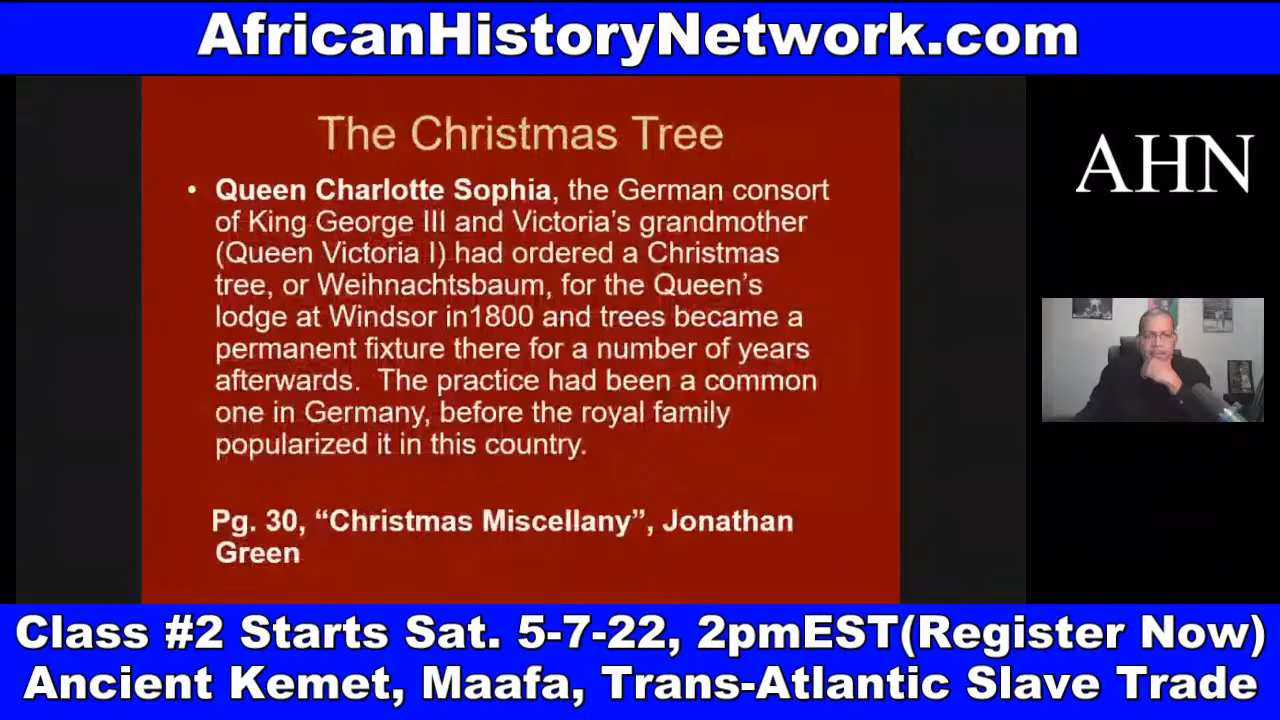 AfricanHistoryNetwork.com
AHN
The Christmas Tree
• Queen Charlotte Sophia, the German consort
of King George III and Victoria's grandmother
(Queen Victoria I) had ordered a Christmas
tree, or Weihnachtsbaum, for the Queen's
lodge at Windsor in1800 and trees became a
permanent fixture there for a number of years
afterwards. The practice had been a common
one in Germany, before the royal family
popularized it in this country.
Pg. 30, “Christmas Miscellany”, Jonathan
Green
Class #2 Starts Sat. 5-7-22, 2pmEST(Register Now)
Ancient Kemet, Maafa, Trans-Atlantic Slave Trade